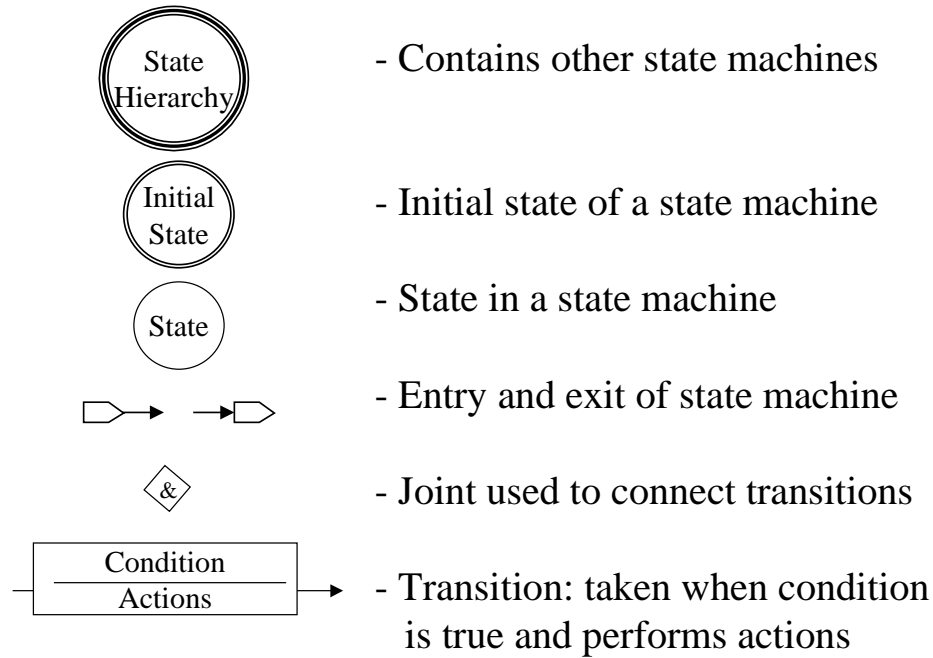 State
Hierarchy
- Contains other state machines
Initial
State
- Initial state of a state machine
State
- State in a state machine
- Entry and exit of state machine
&
- Joint used to connect transitions
Condition
Actions
- Transition: taken when condition
is true and performs actions